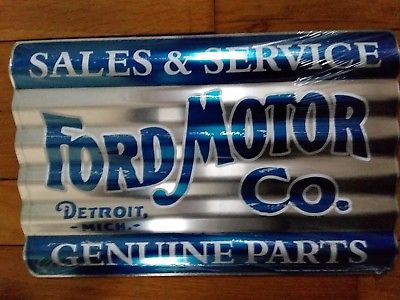 SALES & SERVICE
FORD MOTOR
CO.
DETROIT,
-MICH.-
GENUINE PARTS